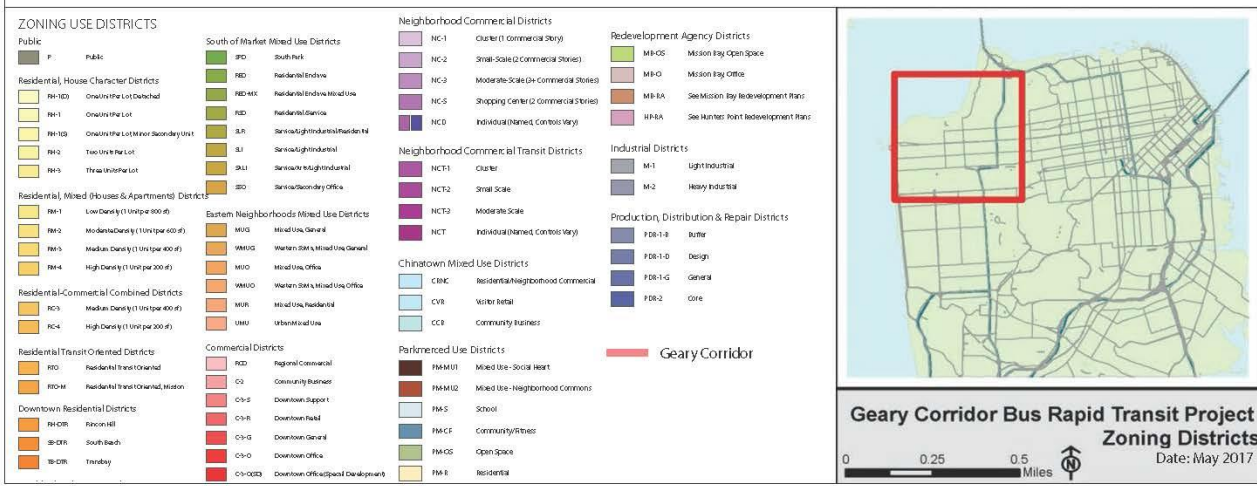 ZONING USE DISTRICTS
Public
P Public
Residential, House Character Districts
RH-1(D) One Unit Per Lot, Detached
RH-1 One Unit Per Lot
RH-1(S) One Unit Per Lot, Minor Secondary Unit
RH-2 Two Units Per Lot
RH-3 Three Units Per Lot
Residential, Mixed (Houses & Apartments) Districts
RM-1 Low Density (1 Unit per 800 sf)
RM-2 Moderate Density (1 Unit per 600 sf)
RM-3 Medium Density (1 Unit per 400 sf)
RM-4 High Density (1 Unit per 200 sf)
Residential-Commercial Combined Districts
RC-3 Medium Density (1 Unit per 400 sf)
RC-4 High Density (1 Unit per 200 sf)
Residential Transit Oriented Districts
RTO Residential Transit Oriented
RTO-M Residential Transit Oriented, Mission
Downtown Residential Districts
RH-DTR Rincon Hill
SB-DTR South Beach
TB-DTR Transbay
South of Market Mixed Use Districts
SPD South Park
RED Residential Enclave
RED-MX Residential Enclave Mixed Use
RSD Residential/Service
SLR Service/Light Industrial/Residential
SLI Service/Light Industrial
SALI Service/Arts/Light Industrial
SSO Service/Secondary Office
Eastern Neighborhoods Mixed Use Districts
MUG Mixed Use, General
WMUG Western SoMa, Mixed Use, General
MUO Mixed Use, Office
WMUO Western SoMa, Mixed Use, Office
MUR Mixed Use, Residential
UMU Urban Mixed Use
Commercial Districts
RCD Regional Commercial
C-2 Community Business
C-3-S Downtown Support
C-3-R Downtown Retail
C-3-G Downtown General
C-3-O Downtown Office
C-3-O(SD) Downtown Office (Special Development)
Neighborhood Commercial Districts
NC-1 Cluster (1 Commercial Story)
NC-2 Small-Scale (2 Commercial Stories)
NC-3 Moderate-Scale (3+ Commercial Stories)
NC-S Shopping Center (2 Commercial Stories)
NCD Individual (Named, Controls Vary)
Neighborhood Commercial Transit Districts
NCT-1 Cluster
NCT-2 Small Scale
NCT-3 Moderate Scale
NCT Individual (Named, Controls Vary)
Chinatown Mixed Use Districts
CRNC Residential/Neighborhood Commercial
CVR Visitor Retail
CCB Community Business
Parkmerced Use Districts
PM-MU1 Mixed Use - Social Heart
PM-MU2 Mixed Use - Neighborhood Commons
PM-S School
PM-CF Community/Fitness
PM-OS Open Space
PM-R Residential
Redevelopment Agency Districts
MB-OS Mission Bay, Open Space
MB-O Mission Bay, Office
MB-RA See Mission Bay Redevelopment Plans
HP-RA See Hunters Point Redevelopment Plans
Industrial Districts
M-1 Light Industrial
M-2 Heavy Industrial
Production, Distribution & Repair Districts
PDR-1-B Buffer
PDR-1-D Design
PDR-1-G General
PDR-2 Core
Geary Corridor
Geary Corridor Bus Rapid Transit Project
Zoning Districts
Date: May 2017
0 0.25 0.5
Miles
N